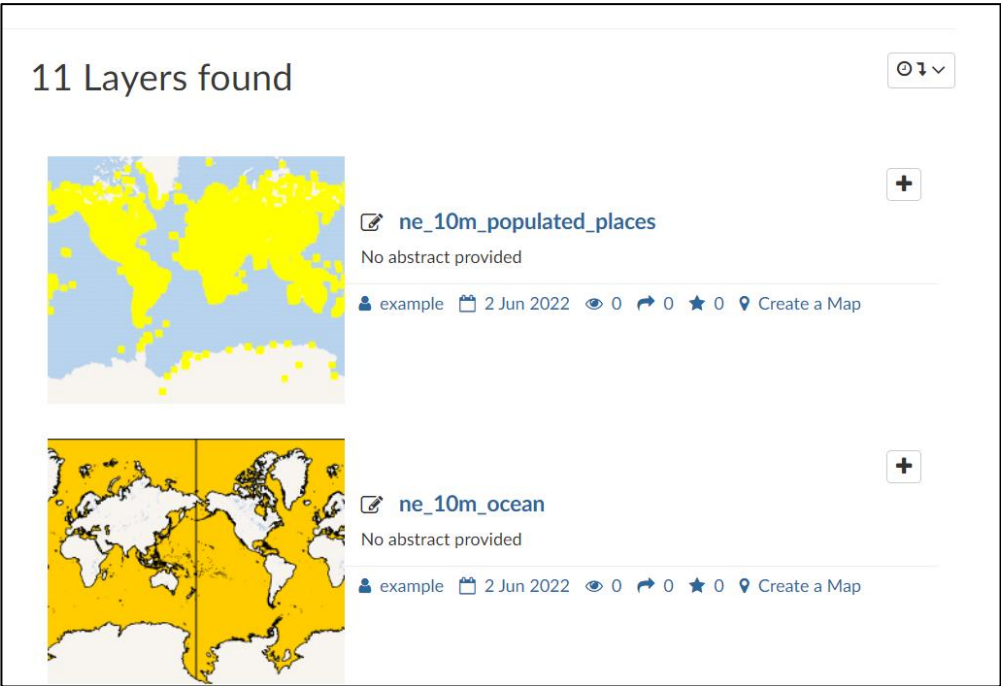 11 Layers found
ne_10m_populated_places
No abstract provided
example 2 Jun 2022 0 0 0 Create a Map
ne_10m_ocean
No abstract provided
example 2 Jun 2022 0 0 0 Create a Map